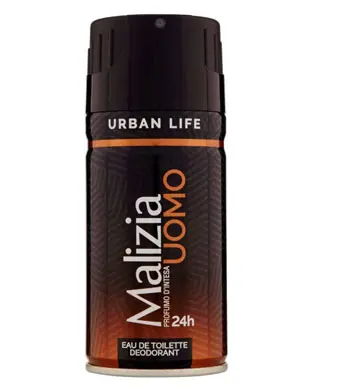 URBAN LIFE
Malizia
UOMO
PROFUMO D'INTESA
24h
EAU DE TOILETTE
DEODORANT